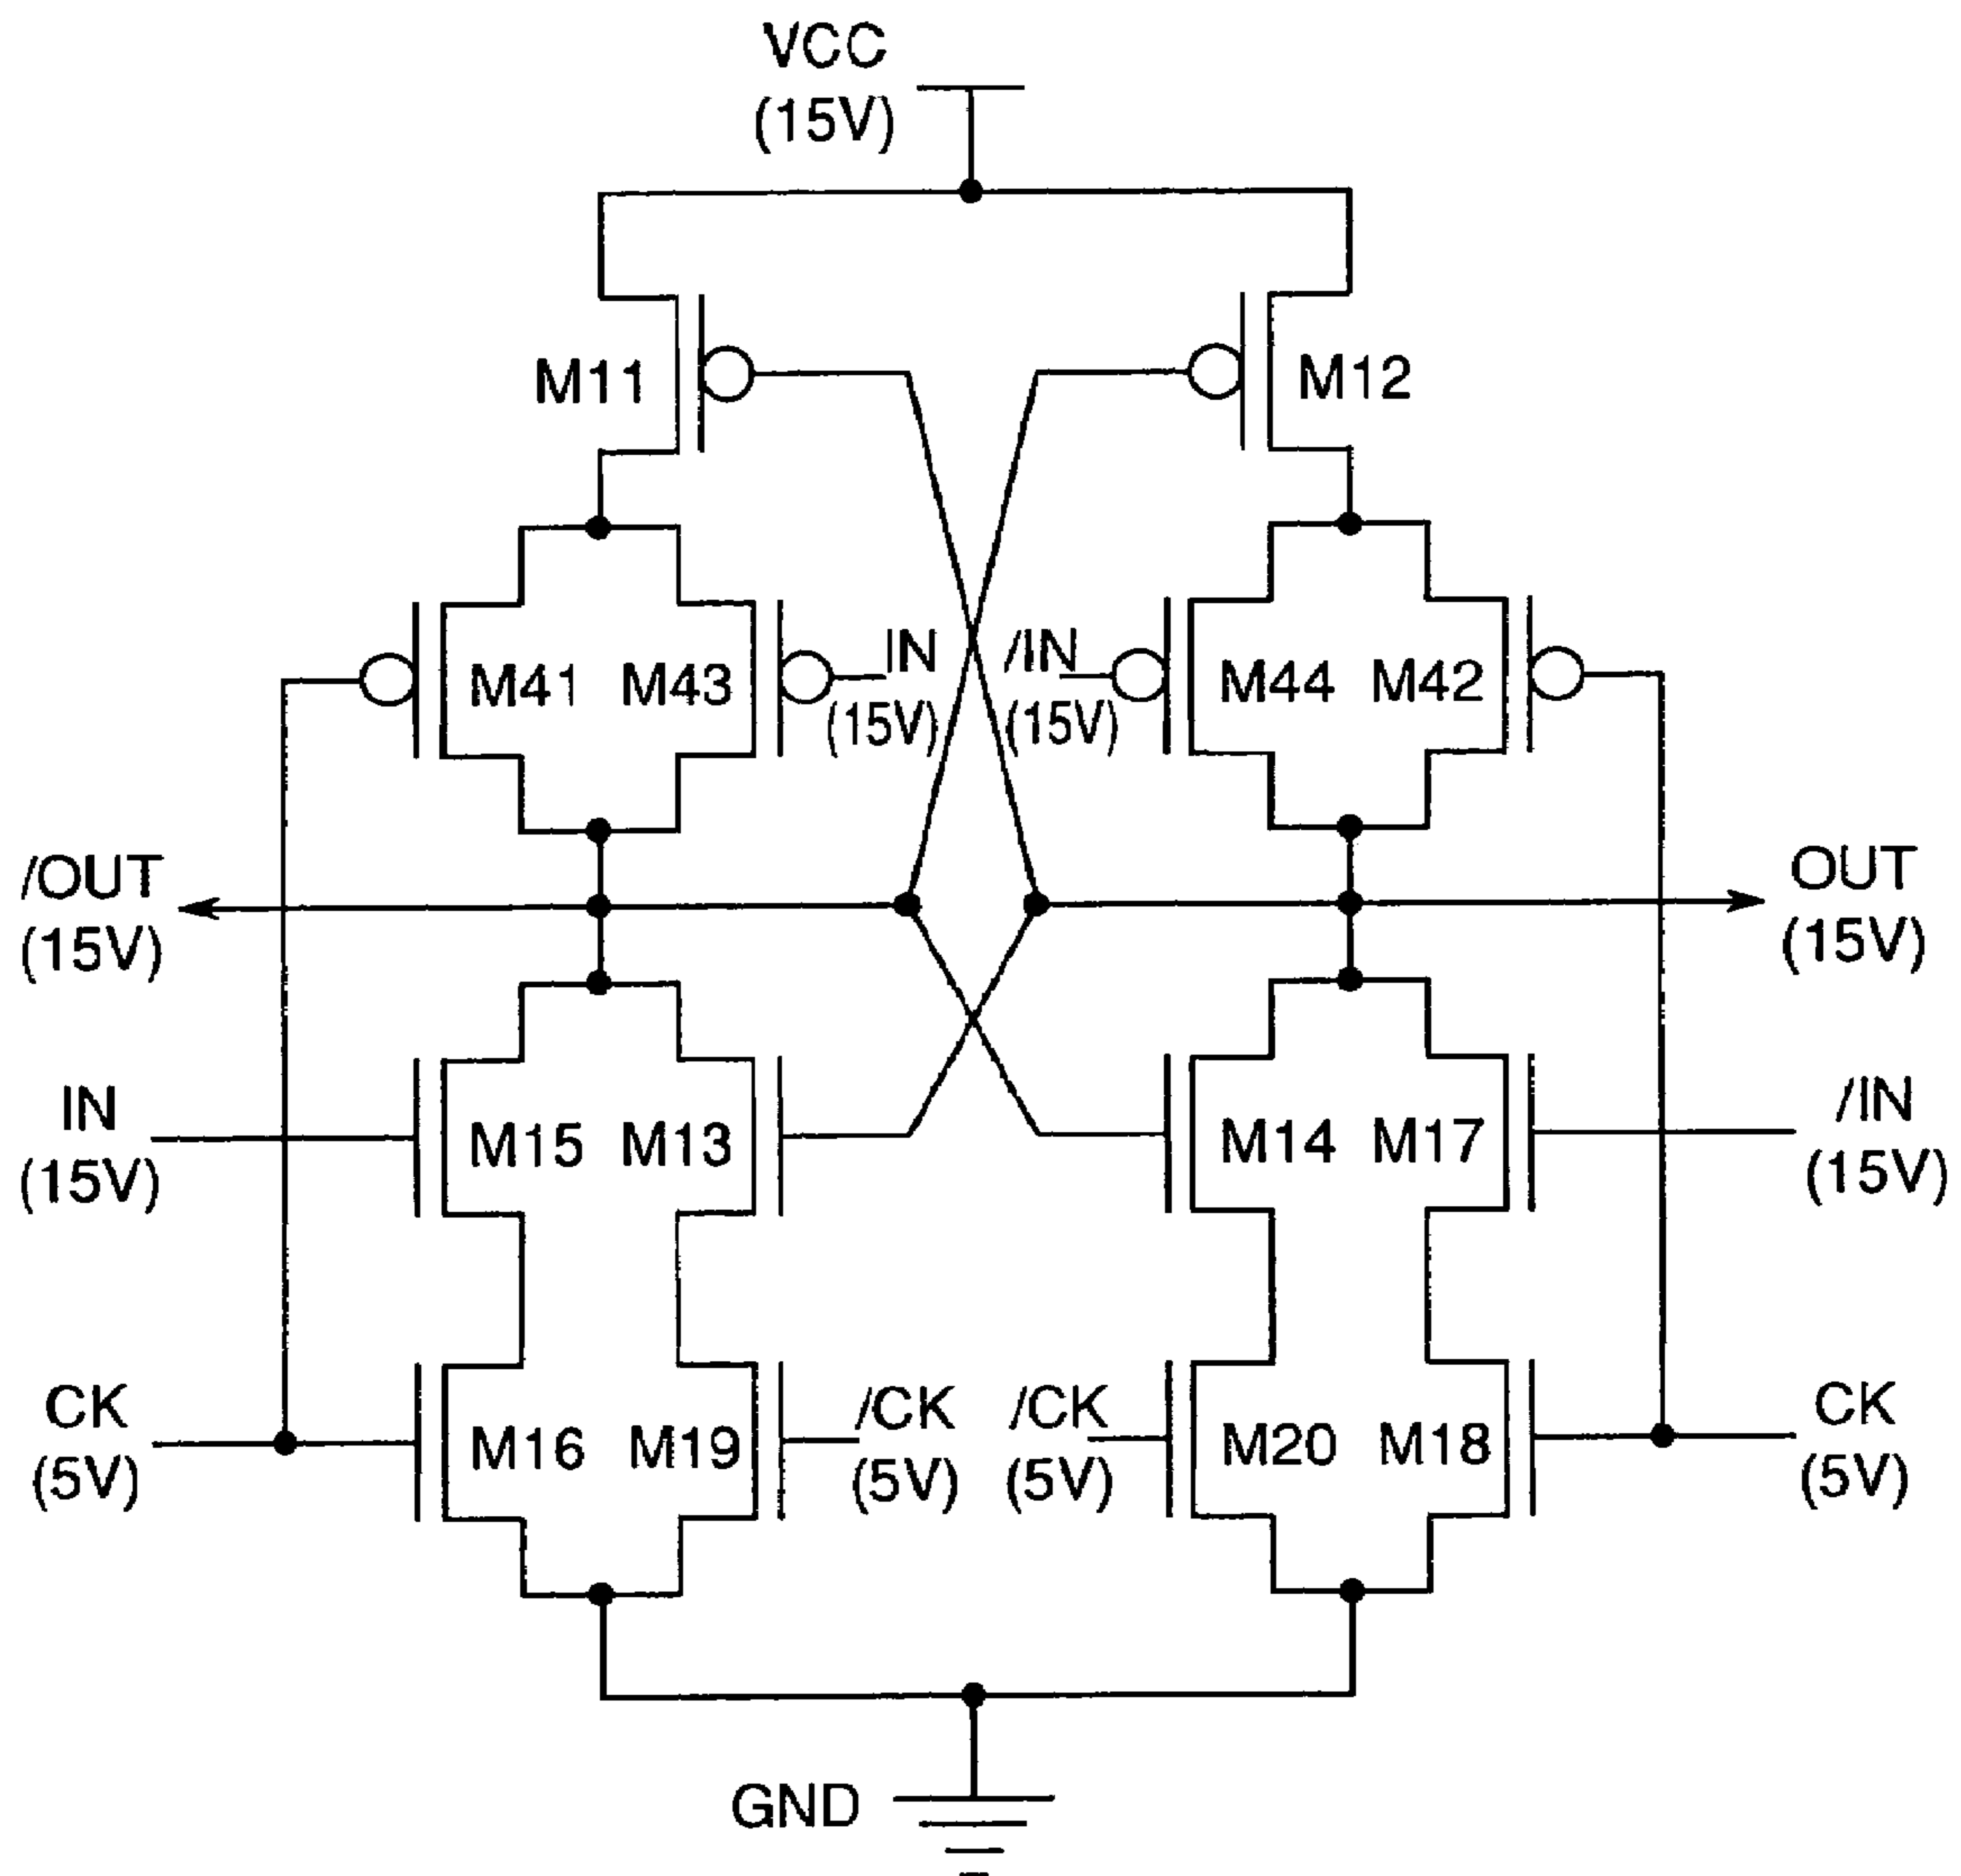 VCC
(15V)
M11
M12
M41
M43
IN
(15V)
/IN
(15V)
M44
M42
/OUT
(15V)
OUT
(15V)
IN
(15V)
M15
M13
M14
M17
/IN
(15V)
CK
(5V)
M16
M19
/CK
(5V)
/CK
(5V)
M20
M18
CK
(5V)
GND